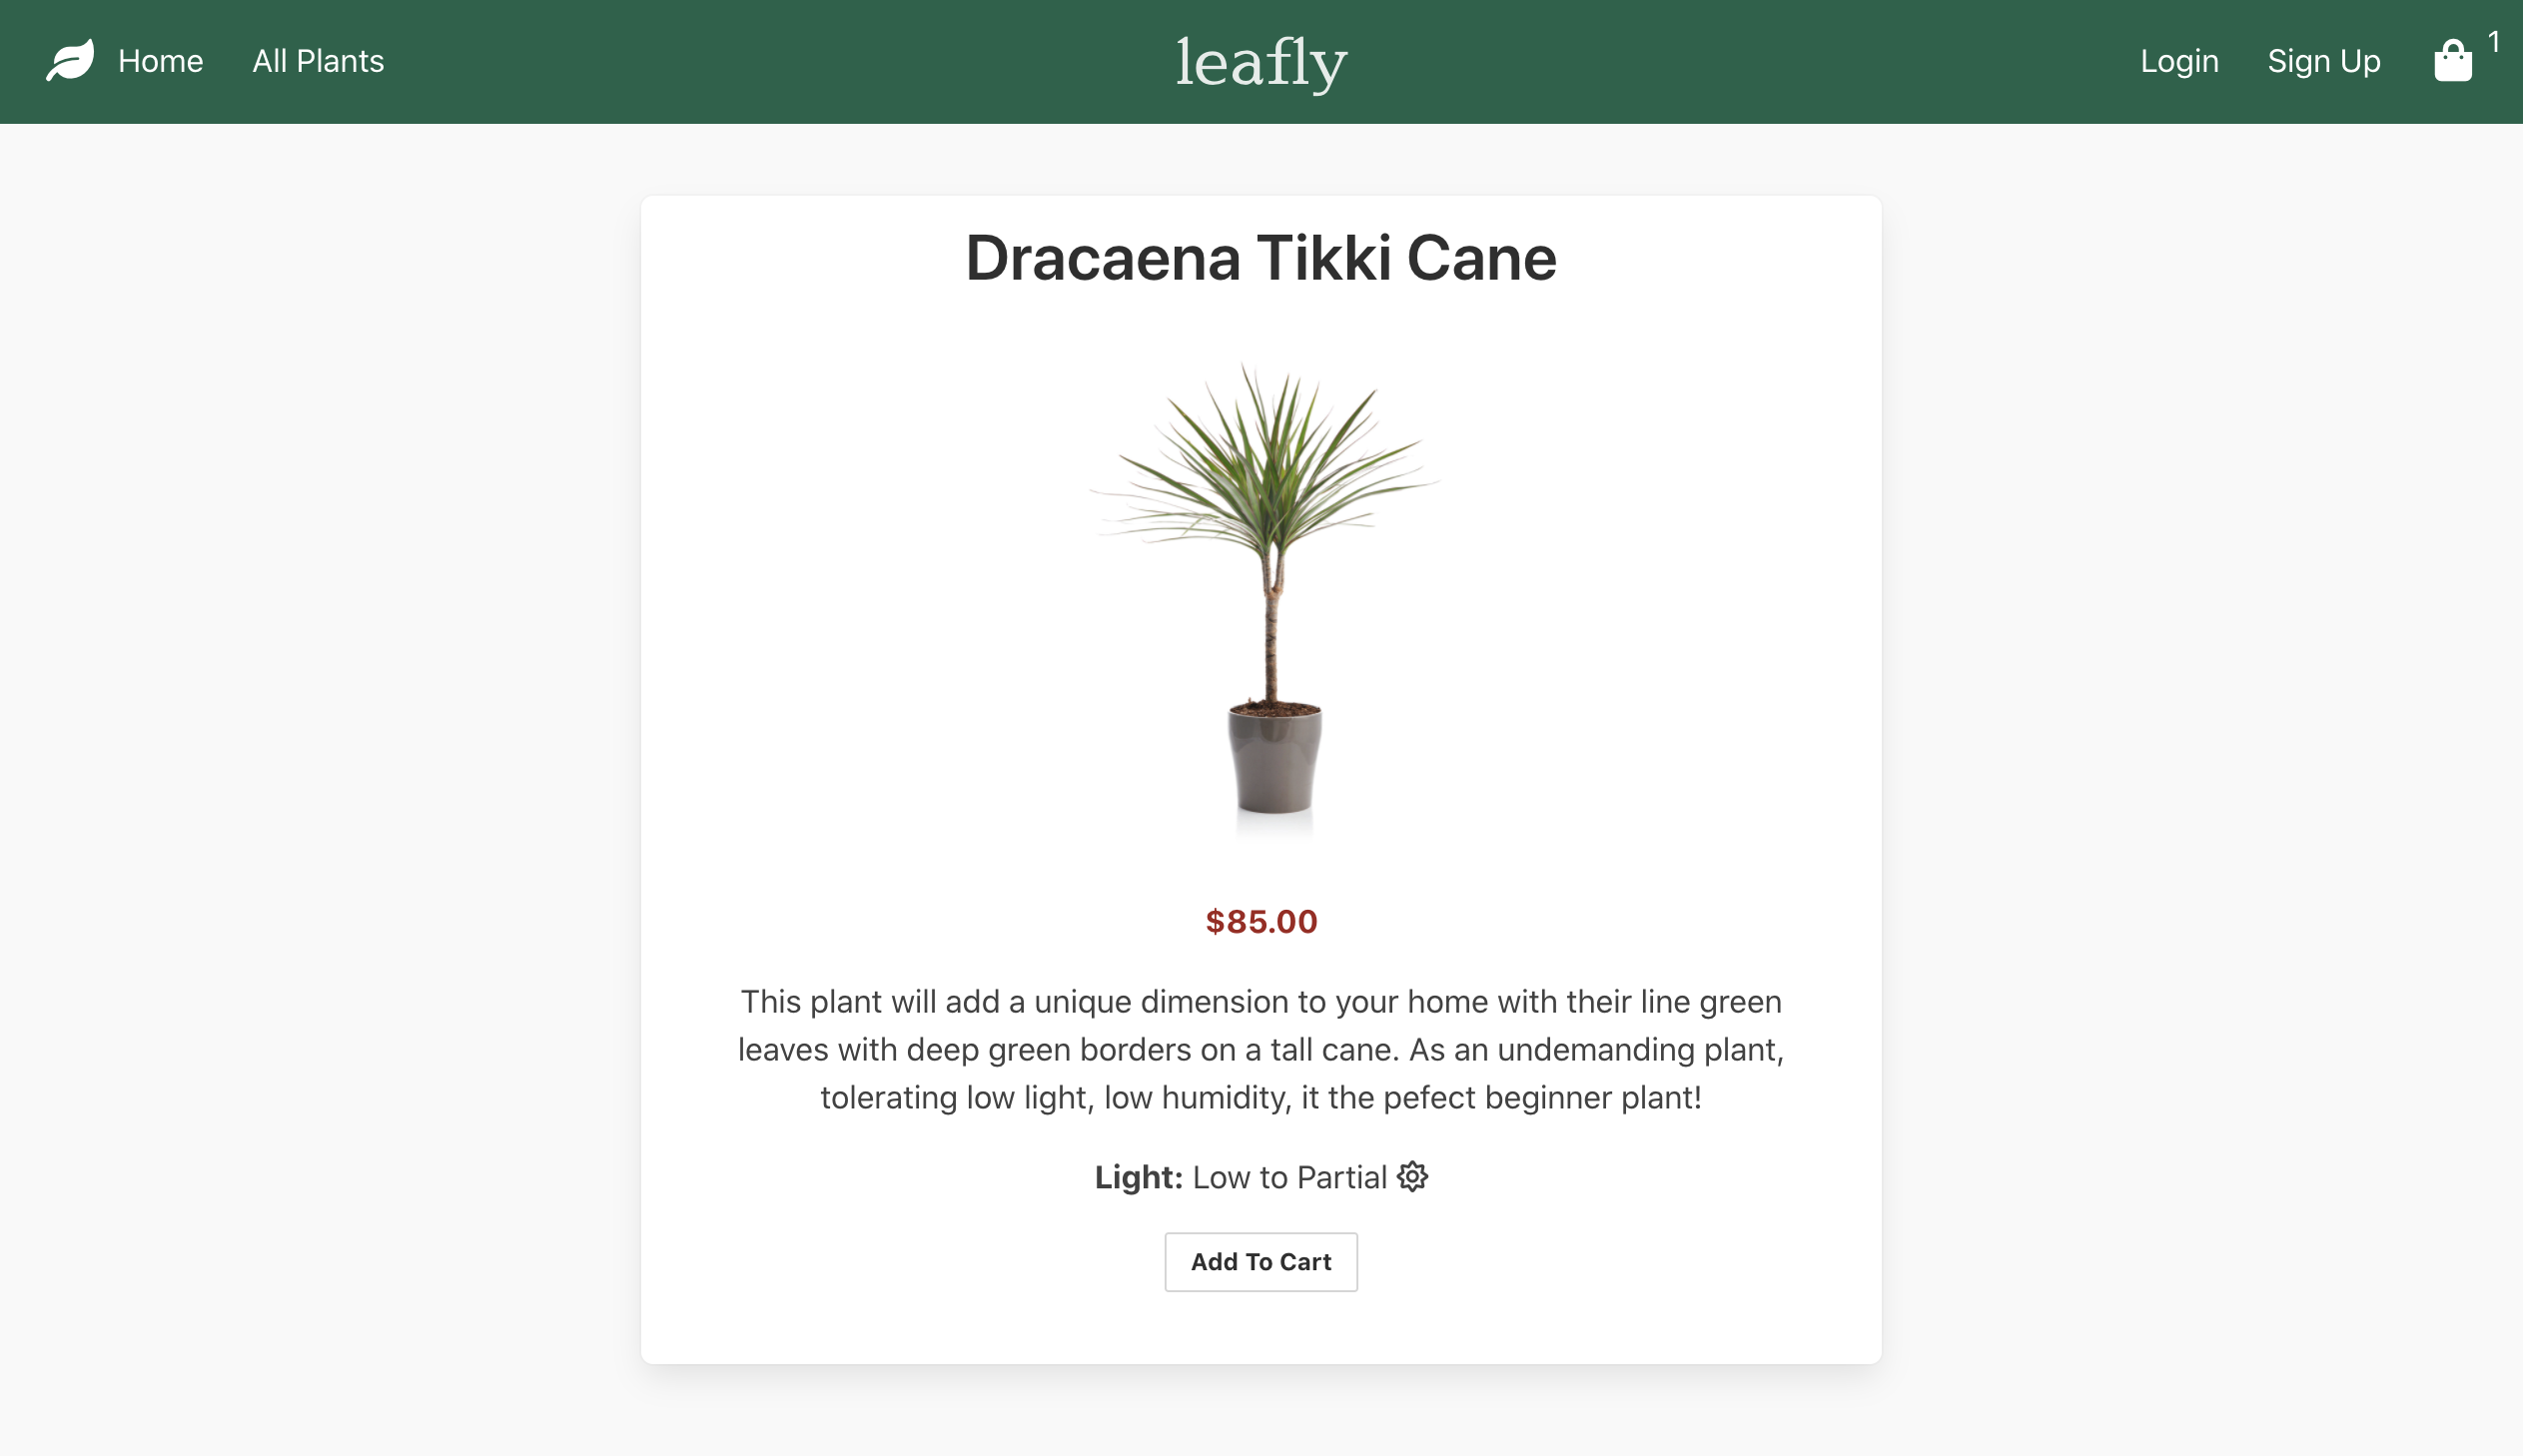 Home
All Plants
leafly
Login
Sign Up
1
Dracaena Tikki Cane
$85.00
This plant will add a unique dimension to your home with their line green
leaves with deep green borders on a tall cane. As an undemanding plant,
tolerating low light, low humidity, it the pefect beginner plant!
Light: Low to Partial
Add To Cart